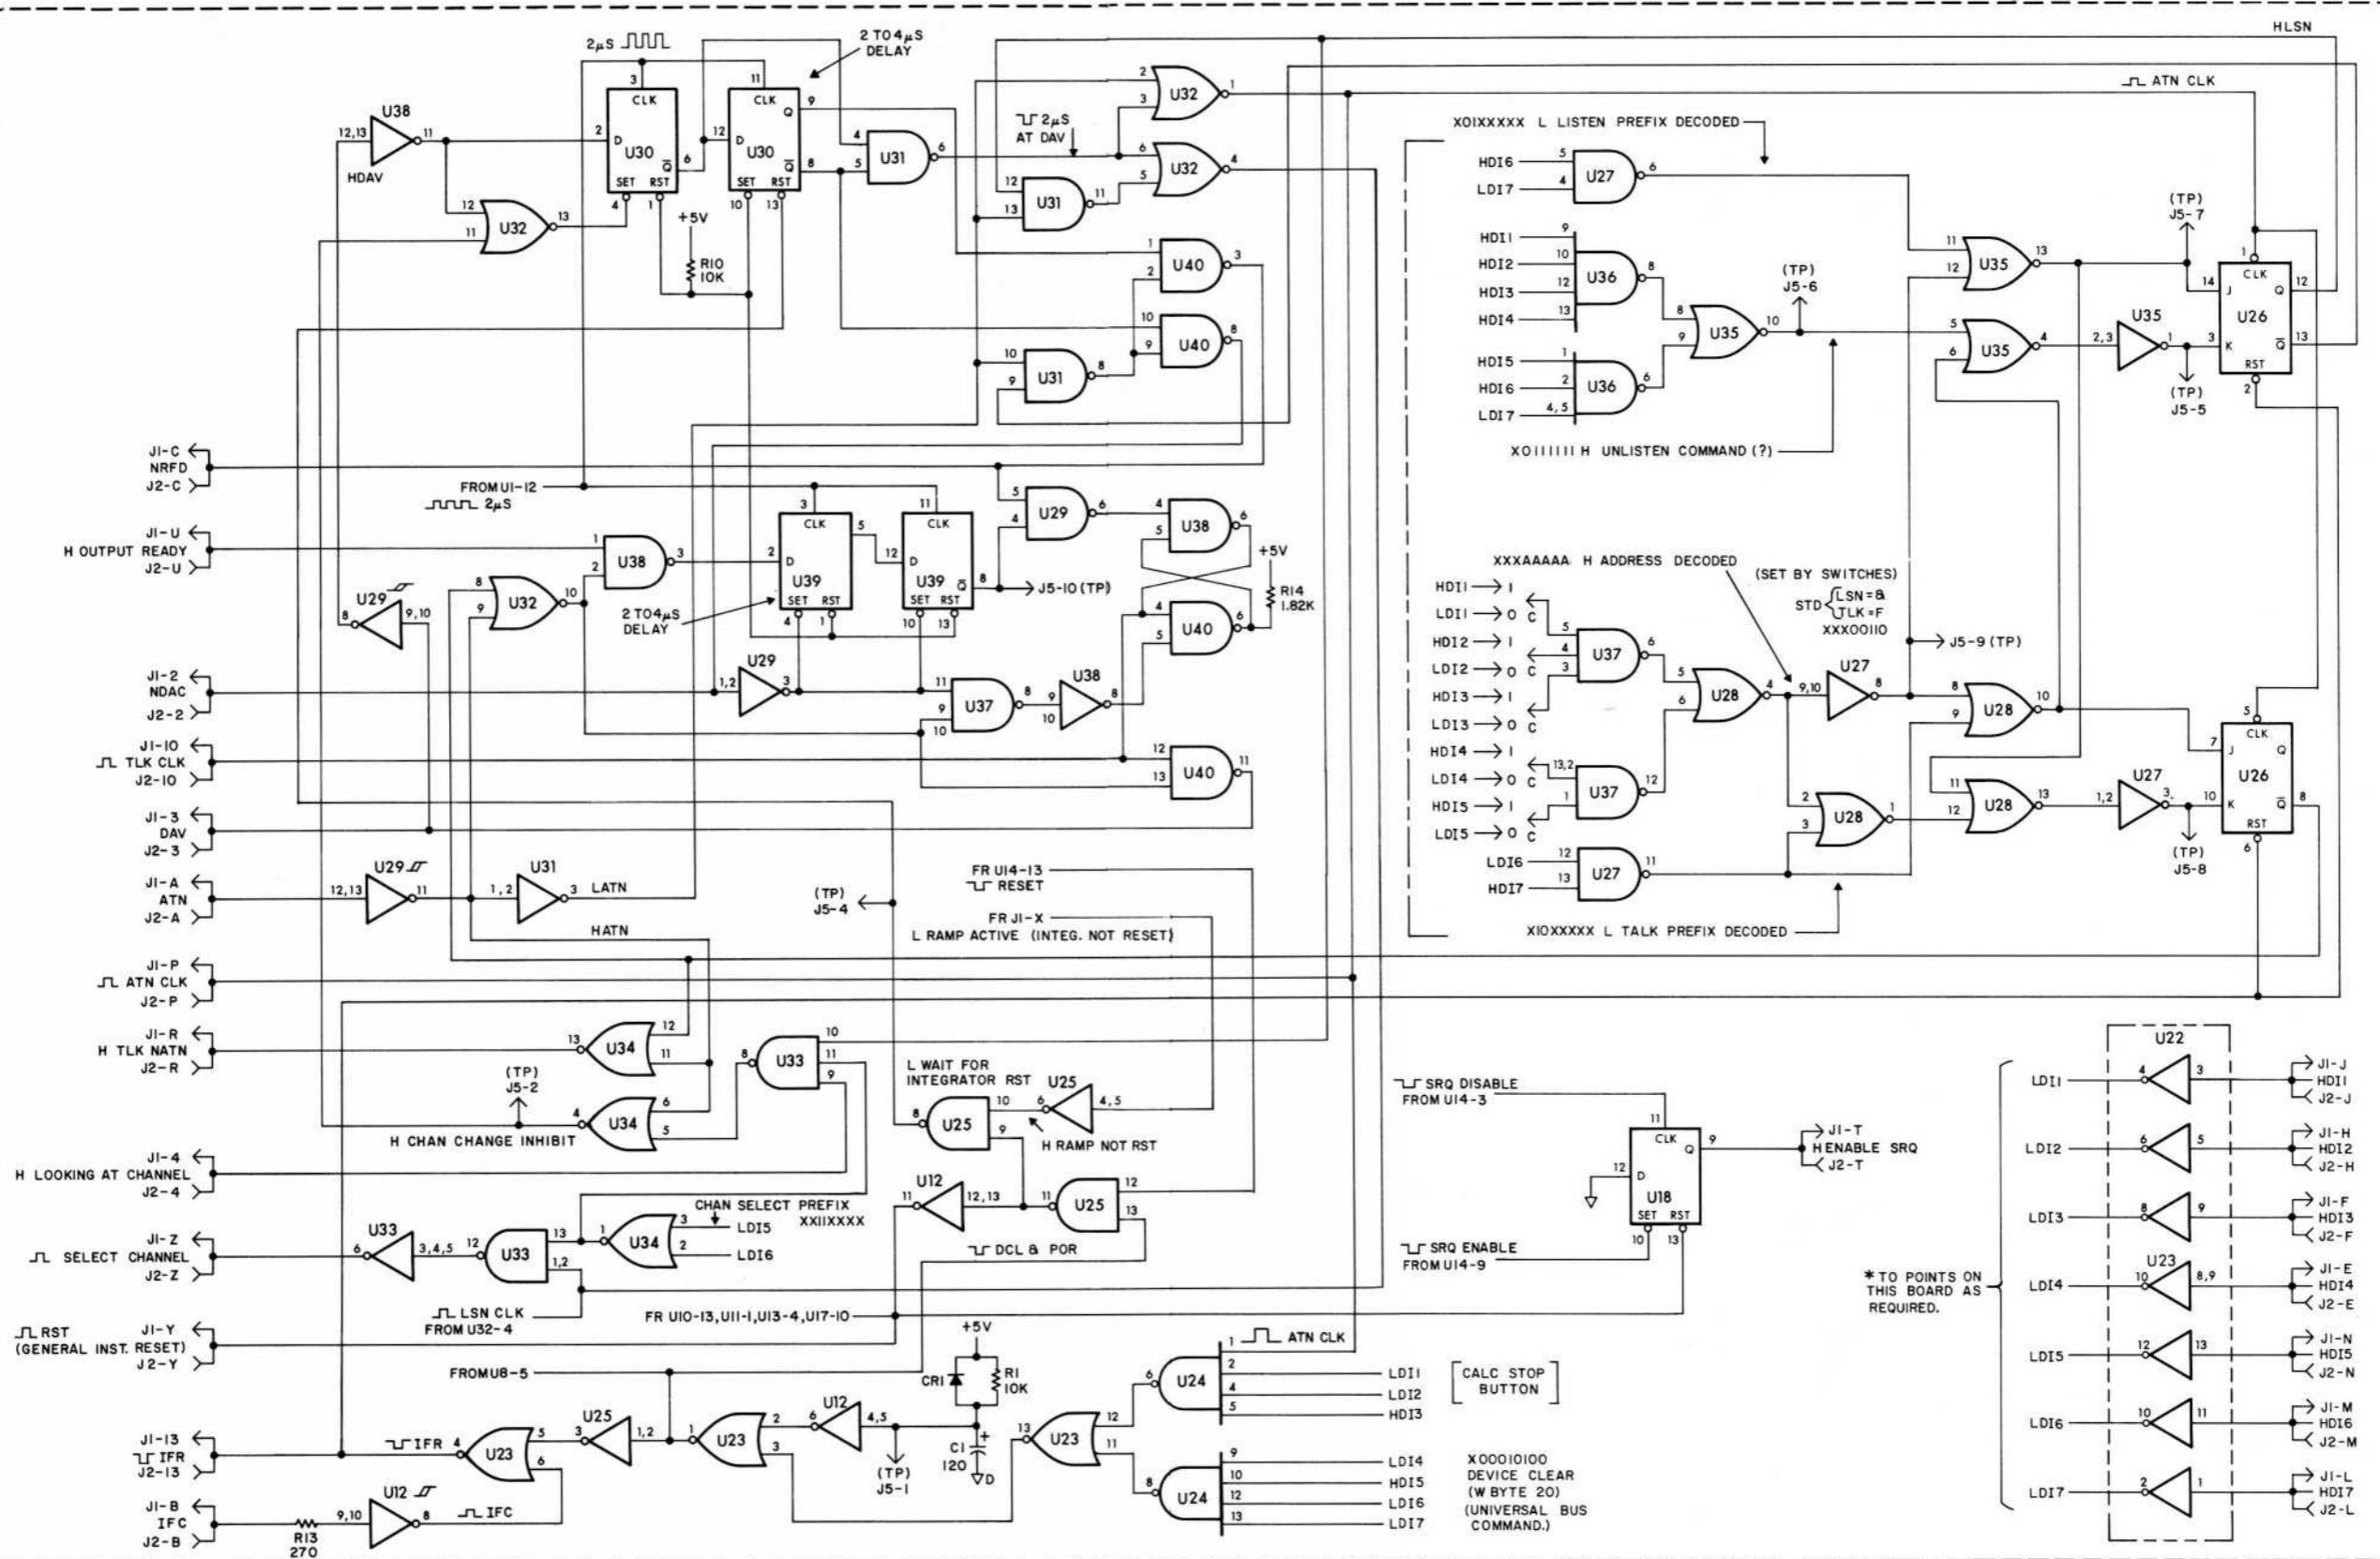 HLSN
2µS
2 TO 4µS
DELAY
ATN CLK
U38
12,13
11
HDAV
3
CLK
2
D
U30
Q
6
SET RST
4
1
11
CLK
Q
9
12
D
U30
Q
8
SET RST
10
13
+5V
R10
10K
12
11
U32
13
4
5
U31
6
2µS
AT DAV
2
3
U32
1
6
5
U32
4
12
13
U31
11
1
2
U40
3
10
9
U40
8
10
9
U31
8
X01XXXXX L LISTEN PREFIX DECODED
HDI6
5
LDI7
4
U27
6
HDI1
9
HDI2
10
HDI3
12
HDI4
13
U36
8
HDI5
1
HDI6
2
LDI7
4,5
U36
6
8
9
U35
10
(TP)
J5-6
X0111111 H UNLISTEN COMMAND (?)
11
12
U35
13
5
6
U35
4
2,3
U35
1
(TP)
J5-7
(TP)
J5-5
1
CLK
14
J
Q
12
U26
3
K
Q
13
RST
2
J1-C
NRFD
J2-C
FROM U1-12
2µS
J1-U
H OUTPUT READY
J2-U
1
2
U38
3
3
CLK
5
2
D
U39
SET RST
4
1
11
CLK
12
D
U39
Q
8
SET RST
10
13
J5-10 (TP)
2 TO 4µS
DELAY
5
4
U29
6
4
5
U38
6
+5V
R14
1.82K
4
5
U40
6
U29
8
9,10
8
9
U32
10
J1-2
NDAC
J2-2
1,2
U29
3
11
9
10
U37
8
9
10
U38
8
J1-10
TLK CLK
J2-10
12
13
U40
11
J1-3
DAV
J2-3
J1-A
ATN
J2-A
12,13
U29
11
1,2
U31
3
LATN
HATN
(TP)
J5-4
FR U14-13
RESET
FR J1-X
L RAMP ACTIVE (INTEG. NOT RESET)
XXXAAAAA H ADDRESS DECODED
(SET BY SWITCHES)
STD
LSN = &
TLK = F
XXX00110
HDI1
1
LDI1
0
C
HDI2
1
LDI2
0
C
HDI3
1
LDI3
0
C
HDI4
1
LDI4
0
C
HDI5
1
LDI5
0
C
5
4
3
U37
6
13,2
1
U37
12
5
6
U28
4
9,10
U27
8
J5-9 (TP)
8
9
U28
10
2
3
U28
1
11
12
U28
13
1,2
U27
3
(TP)
J5-8
LDI6
12
HDI7
13
U27
11
X10XXXXX L TALK PREFIX DECODED
5
CLK
7
J
Q
U26
10
K
Q
8
RST
6
J1-P
ATN CLK
J2-P
J1-R
H TLK NATN
J2-R
13
U34
12
11
(TP)
J5-2
4
U34
6
5
H CHAN CHANGE INHIBIT
8
U33
10
11
9
L WAIT FOR
INTEGRATOR RST
U25
8
U25
10
9
6
4,5
H RAMP NOT RST
J1-4
H LOOKING AT CHANNEL
J2-4
U12
11
12,13
11
U25
12
13
DCL & POR
CHAN SELECT PREFIX
XX11XXXX
J1-Z
SELECT CHANNEL
J2-Z
U33
6
3,4,5
12
U33
13
1,2
1
U34
3
LDI5
2
LDI6
LSN CLK
FROM U32-4
FR U10-13,U11-1,U13-4,U17-10
J1-Y
RST
(GENERAL INST. RESET)
J2-Y
FROM U8-5
+5V
CR1
R1
10K
C1
120
D
(TP)
J5-1
U12
6
4,5
1
U23
2
3
U25
3
1,2
IFR
4
U23
5
6
J1-13
IFR
J2-13
J1-B
IFC
J2-B
R13
270
9,10
U12
8
IFC
13
U23
12
11
ATN CLK
6
U24
1
2
4
5
LDI1
LDI2
HDI3
CALC STOP
BUTTON
8
U24
9
10
12
13
LDI4
HDI5
LDI6
LDI7
X0010100
DEVICE CLEAR
(W BYTE 20)
(UNIVERSAL BUS
COMMAND.)
SRQ DISABLE
FROM U14-3
11
CLK
Q
9
12
D
U18
SET RST
10
13
SRQ ENABLE
FROM U14-9
J1-T
H ENABLE SRQ
J2-T
* TO POINTS ON
THIS BOARD AS
REQUIRED.
U22
LDI1
4
3
J1-J
HDI1
J2-J
LDI2
6
5
J1-H
HDI2
J2-H
LDI3
8
9
J1-F
HDI3
J2-F
U23
LDI4
10
8,9
J1-E
HDI4
J2-E
LDI5
12
13
J1-N
HDI5
J2-N
LDI6
10
11
J1-M
HDI6
J2-M
LDI7
2
1
J1-L
HDI7
J2-L